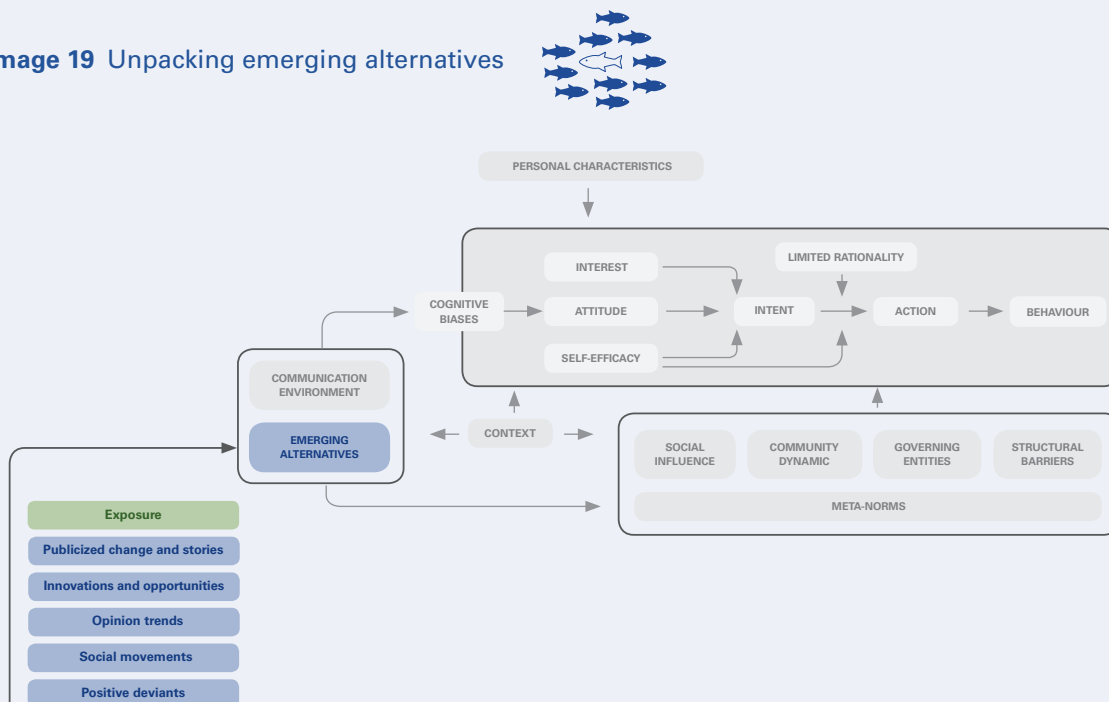 mage 19 Unpacking emerging alternatives
PERSONAL CHARACTERISTICS
INTEREST
LIMITED RATIONALITY
COGNITIVE
BIASES
ATTITUDE
INTENT
ACTION
BEHAVIOUR
SELF-EFFICACY
COMMUNICATION
ENVIRONMENT
EMERGING
ALTERNATIVES
CONTEXT
SOCIAL
INFLUENCE
COMMUNITY
DYNAMIC
GOVERNING
ENTITIES
STRUCTURAL
BARRIERS
META-NORMS
Exposure
Publicized change and stories
Innovations and opportunities
Opinion trends
Social movements
Positive deviants